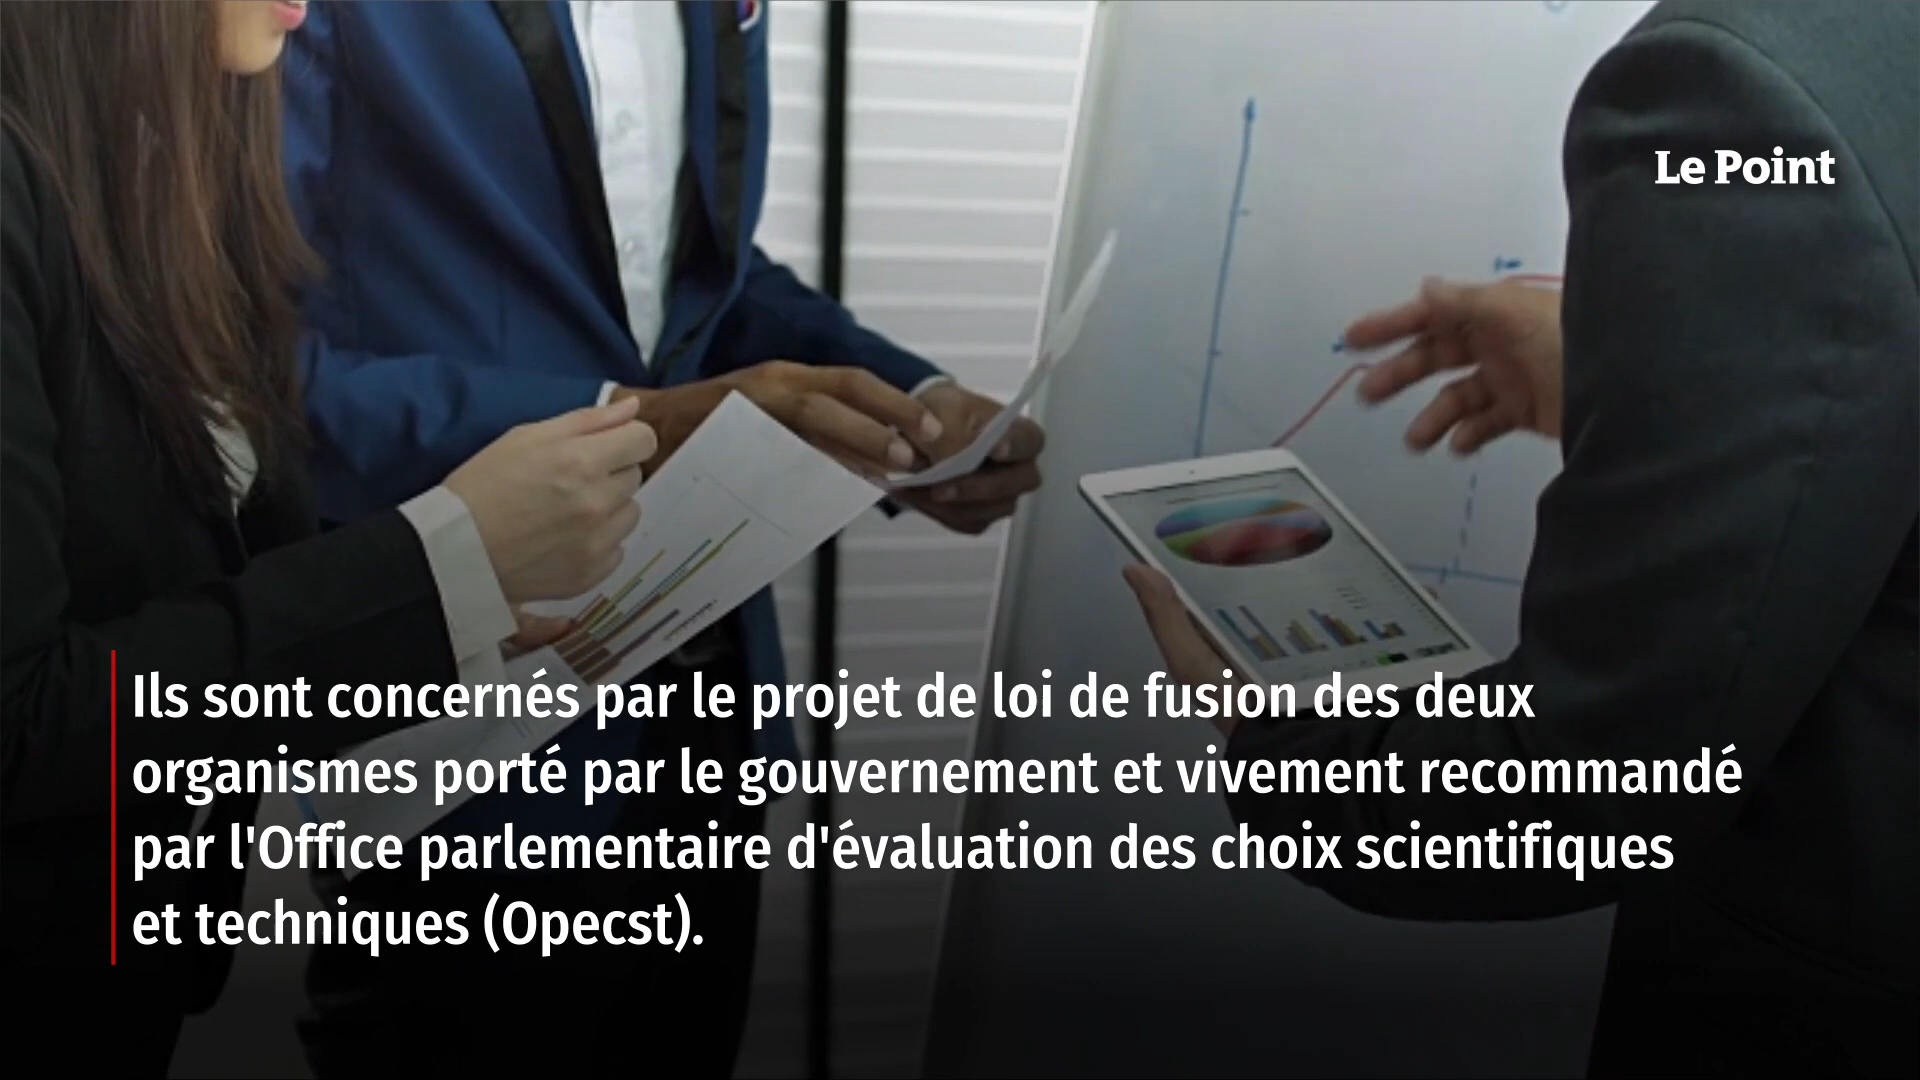 Le Point
Ils sont concernés par le projet de loi de fusion des deux
organismes porté par le gouvernement et vivement recommandé
par l'Office parlementaire d'évaluation des choix scientifiques
et techniques (Opecst).